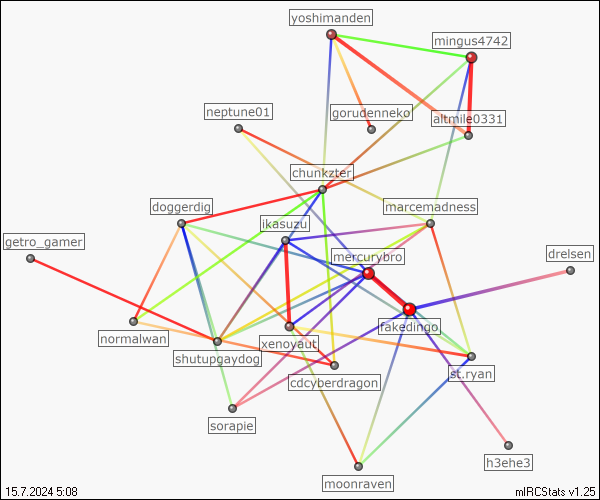 yoshimanden
mingus4742
neptune01
gorudenneko
altmile0331
chunkzter
doggerdig
marcemadness
ikasuzu
getro_gamer
mercurybro
drelsen
fakedingo
normalwan
xenoyaut
shutupgaydog
st.ryan
cdcyberdragon
sorapie
h3ehe3
moonraven
15.7.2024 5:08
mIRCStats v1.25